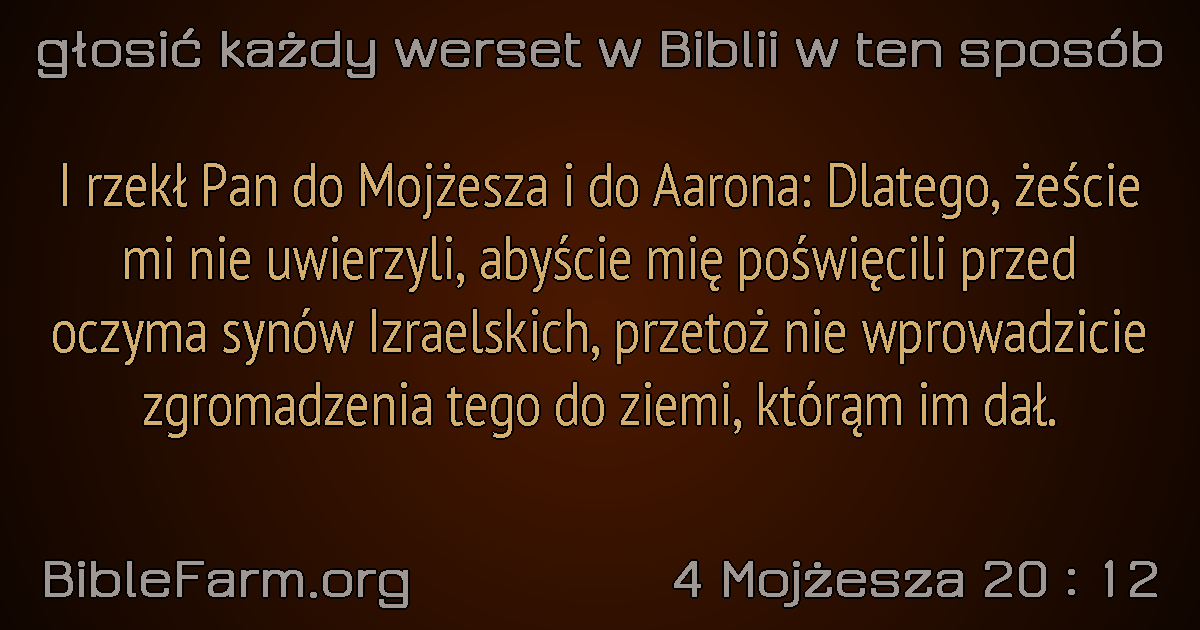 głosić każdy werset w Biblii w ten sposób
I rzekł Pan do Mojżesza i do Aarona: Dlatego, żeście
mi nie uwierzyli, abyście mię poświęcili przed
oczyma synów Izraelskich, przetoż nie wprowadzicie
zgromadzenia tego do ziemi, którąm im dał.
BibleFarm.org
4 Mojżesza 20 : 12